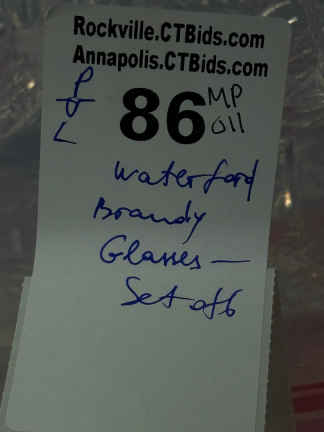 Rockville.CTBids.com
Annapolis.CTBids.com
P
86 MP
011
L
Waterford
Brandy
Glasses —
Set of 6